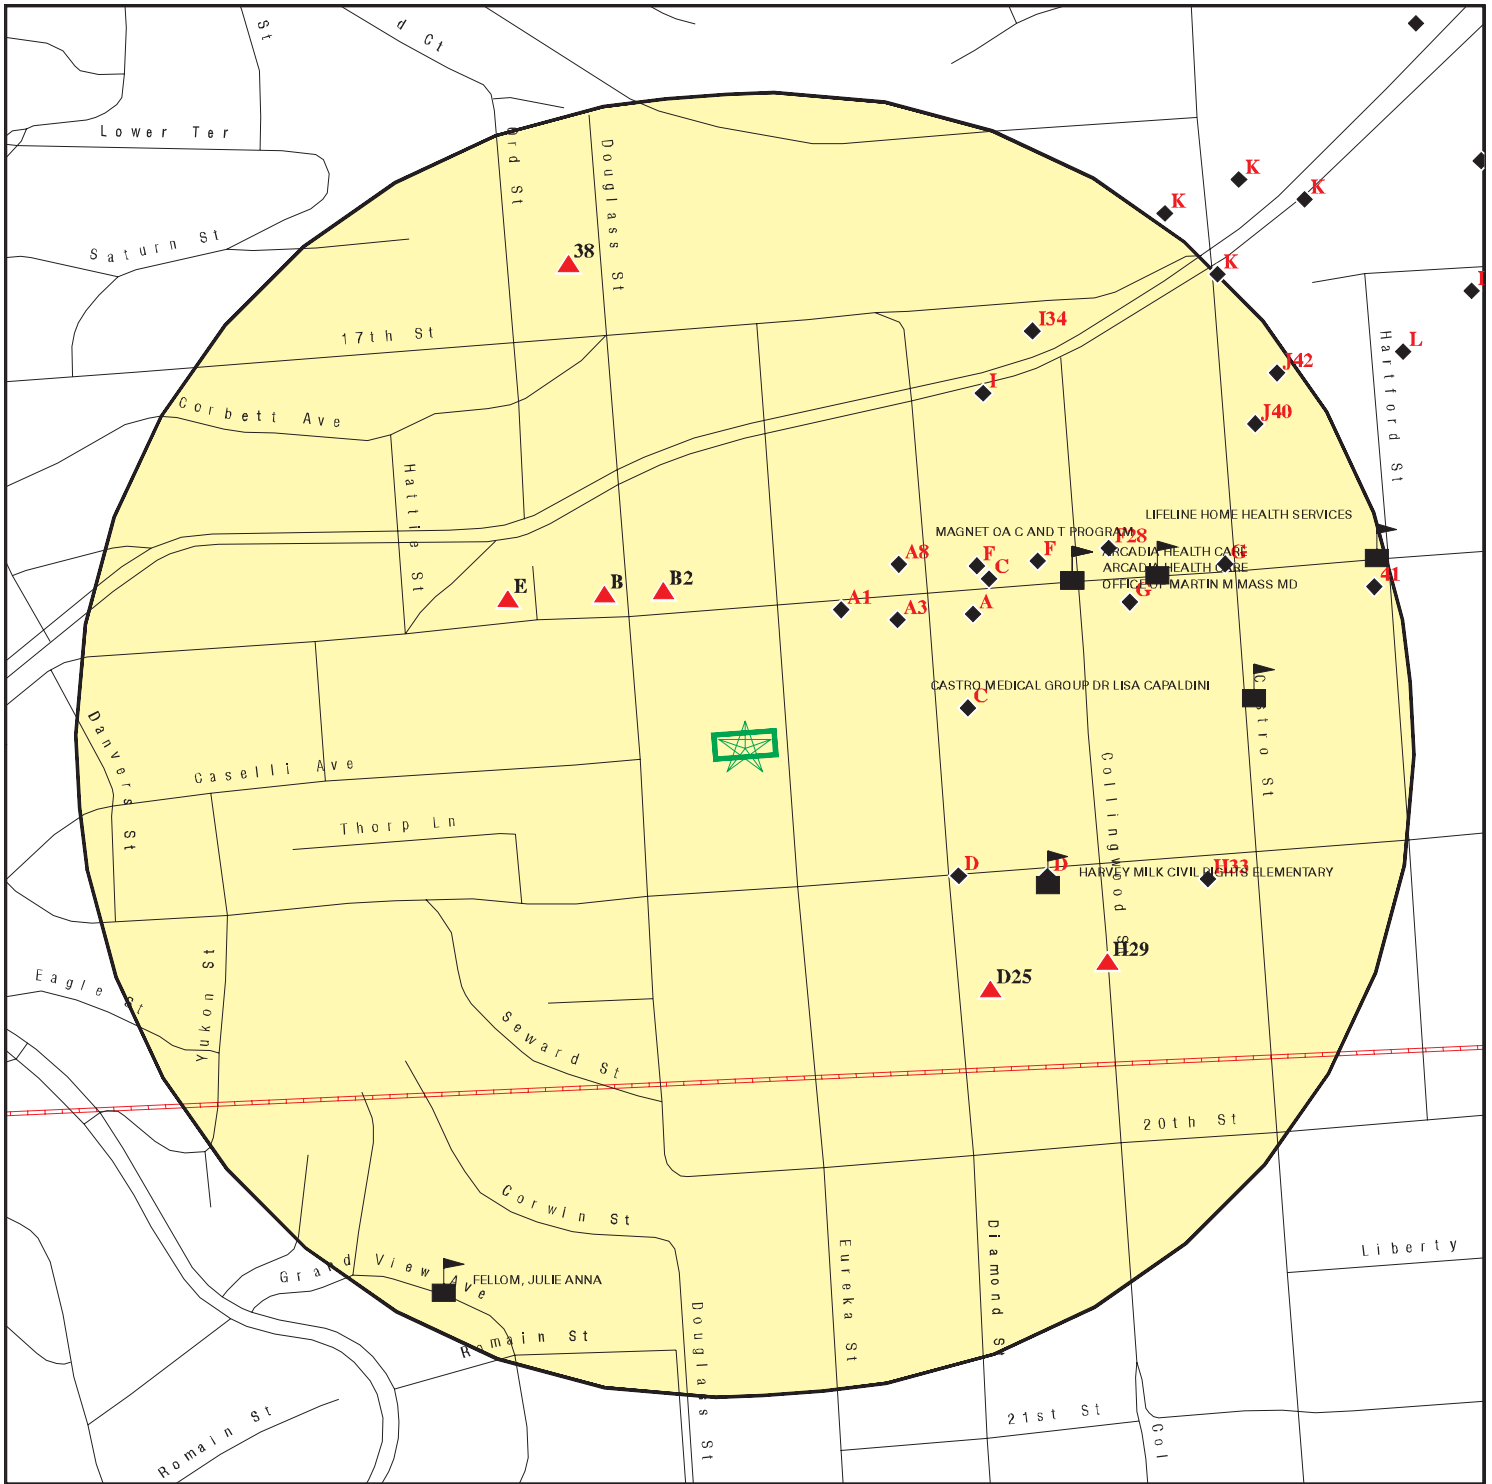 St
d Ct
Lower Ter
Ord St
Douglass St
K
K
K
Saturn St
38
K
17th St
I34
L
Hartford St
J42
I
Corbett Ave
J40
Hattie St
LIFELINE HOME HEALTH SERVICES
MAGNET OA C AND T PROGRAM
F28
ARCADIA HEALTH CARE
A8
F
F
G
C
ARCADIA HEALTH CARE
41
OFFICE OF MARTIN M MASS MD
E
B
B2
A1
A3
A
G
CASTRO MEDICAL GROUP DR LISA CAPALDINI
C
Castro St
Danvers St
Caselli Ave
Collingwood St
Thorp Ln
D
D
H33
HARVEY MILK CIVIL RIGHTS ELEMENTARY
H29
D25
Yukon St
Eagle St
Seward St
20th St
Corwin St
Diamond St
Eureka St
Liberty
Grand View Ave
FELLOM, JULIE ANNA
Douglass St
Romain St
Romain St
21st St
Col